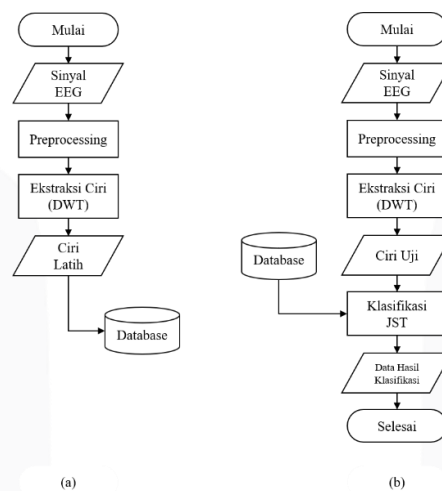 Mulai
Sinyal
EEG
Preprocessing
Ekstraksi Ciri
(DWT)
Ciri
Latih
Database
(a)
Mulai
Sinyal
EEG
Preprocessing
Ekstraksi Ciri
(DWT)
Ciri Uji
Database
Klasifikasi
JST
Data Hasil
Klasifikasi
Selesai
(b)